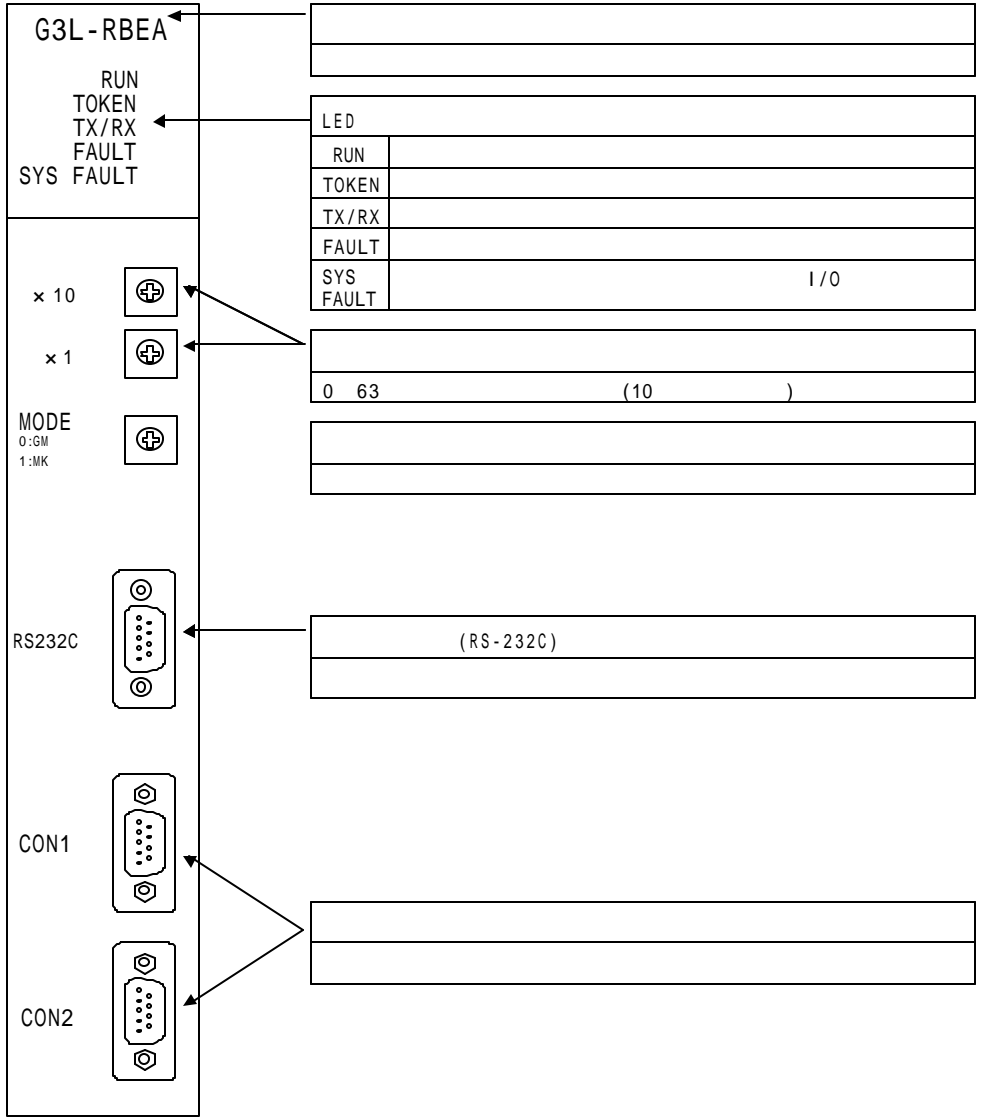 G3L-RBEA
RUN
TOKEN
TX/RX
FAULT
SYS FAULT
× 10
× 1
MODE
0:GM
1:MK
RS232C
CON1
CON2
LED
RUN
TOKEN
TX/RX
FAULT
SYS
FAULT
I/O
0 63 (10 )
(RS-232C)